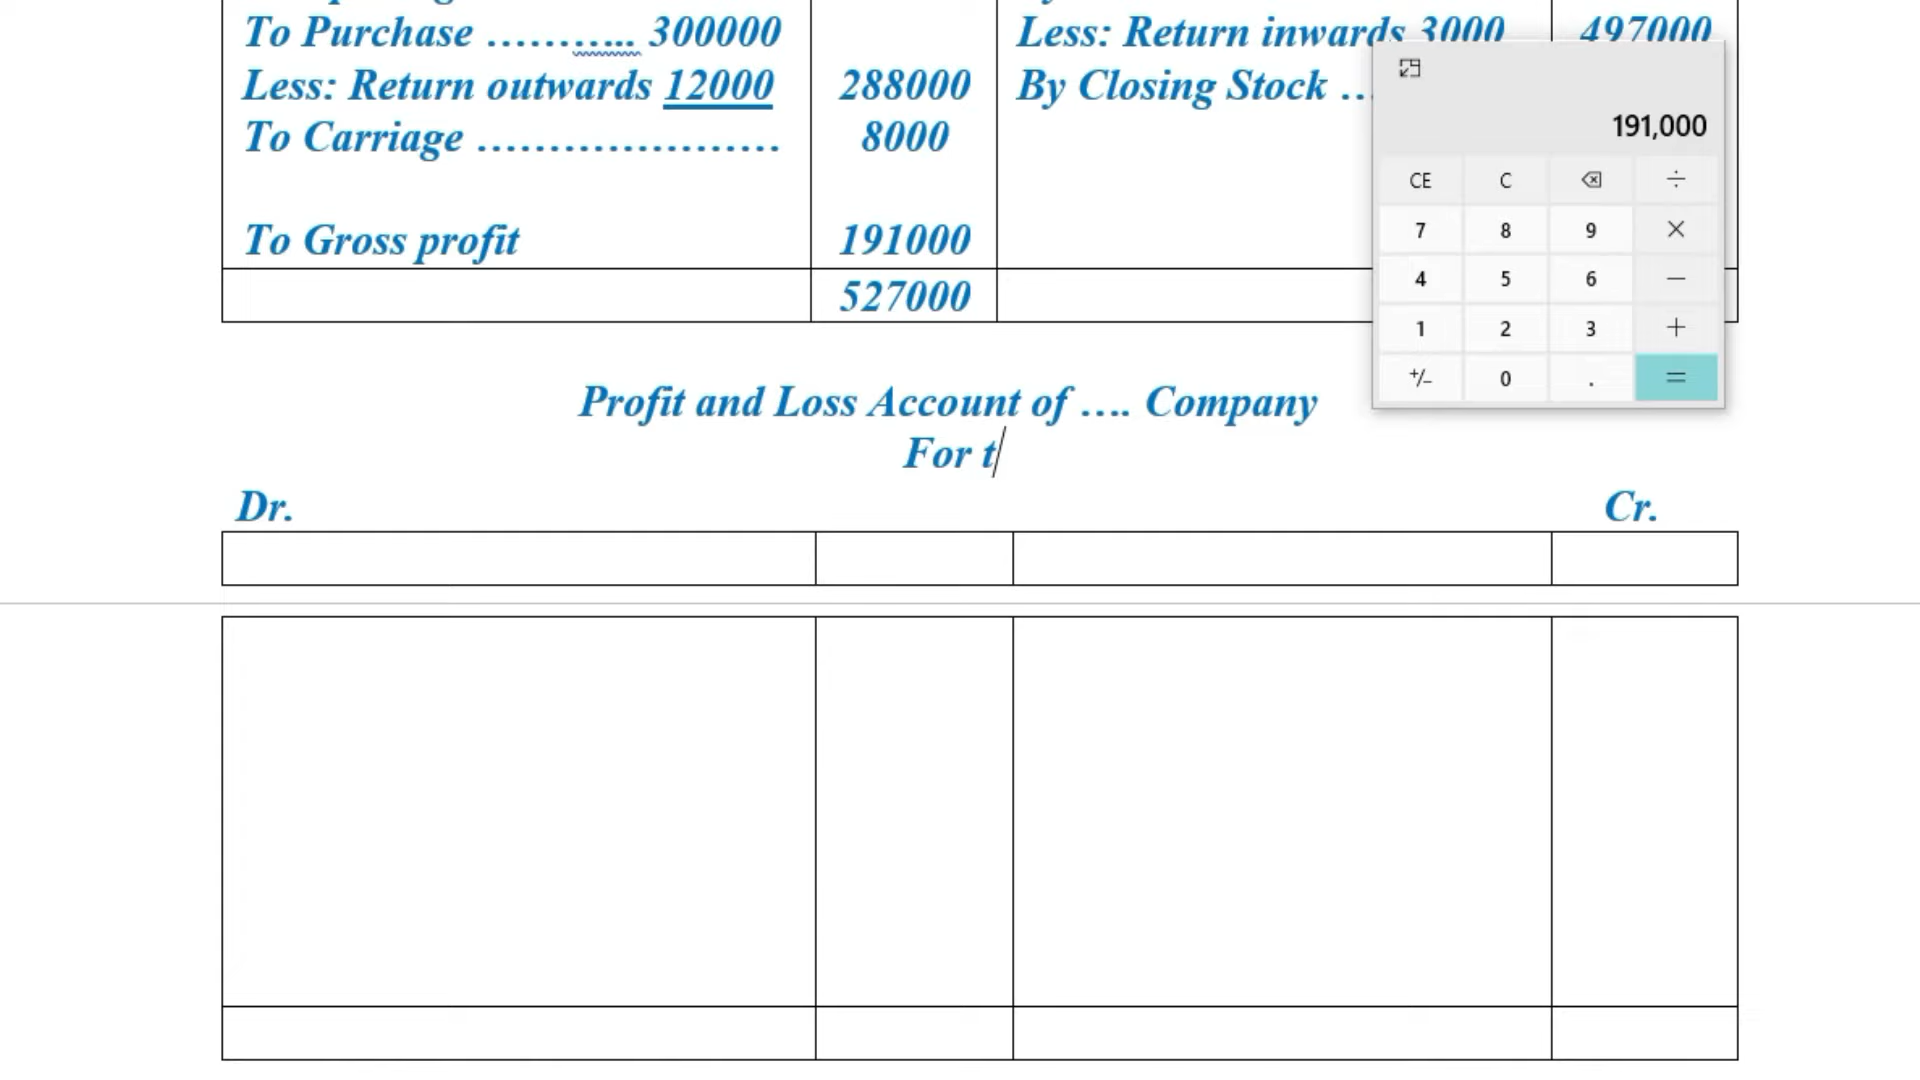 To Purchase ……….. 300000
Less: Return inwards 3000 497000
Less: Return outwards 12000 288000
By Closing Stock …
To Carriage ………………… 8000
To Gross profit 191000
527000
191,000
CE C ÷
7 8 9 ×
4 5 6 −
1 2 3 +
+/− 0 . =
Profit and Loss Account of …. Company
For t
Dr. Cr.